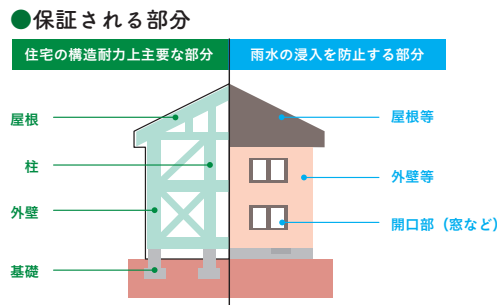 ●保証される部分
住宅の構造耐力上主要な部分
雨水の浸入を防止する部分
屋根
柱
外壁
基礎
屋根等
外壁等
開口部（窓など）